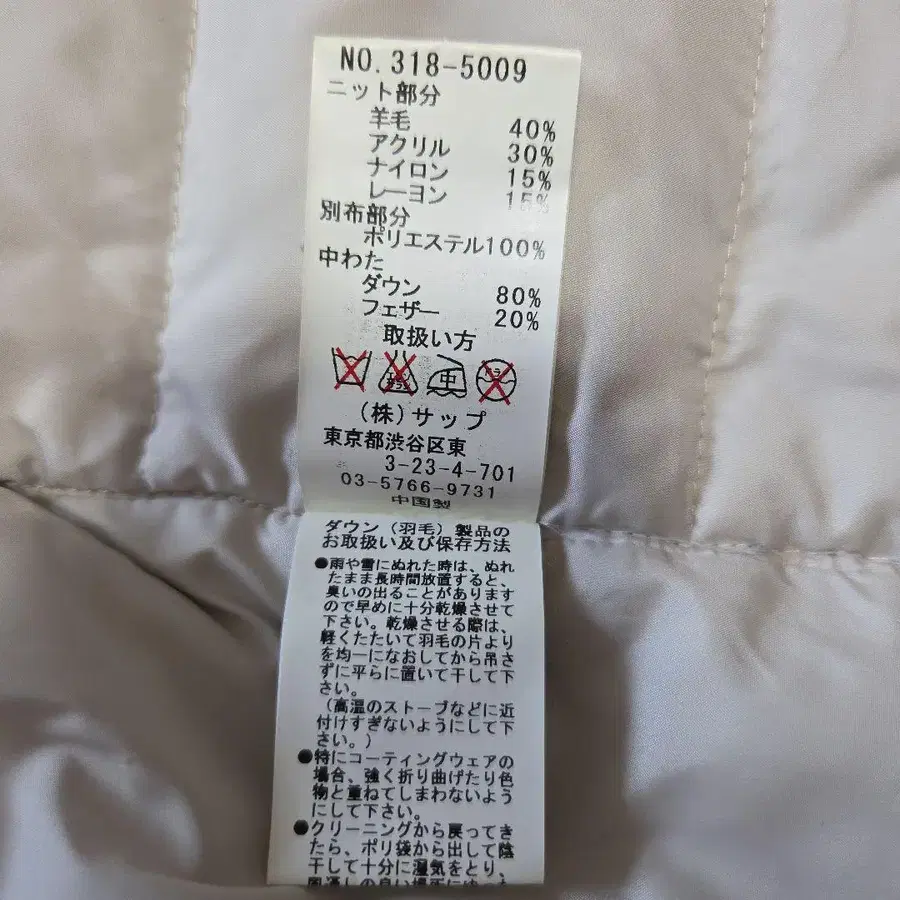 NO.318-5009
ニット部分
羊毛 40%
アクリル 30%
ナイロン 15%
レーヨン 15%
別布部分
ポリエステル100%
中わた
ダウン 80%
フェザー 20%
取扱い方
中
(株)サップ
東京都渋谷区東
3-23-4-701
03-5766-9731
中国製
ダウン(羽毛)製品の
お取扱い及び保存方法
●雨や雪にぬれた時は、ぬれ
たまま長時間放置すると、
臭いの出ることがあります
ので早めに十分乾燥させて
下さい。乾燥させる際は、
軽くたたいて羽毛の片より
を均一になおしてから吊さ
ずに平らに置いて干して下
さい。
(高温のストーブなどに近
付けすぎないようにして下
さい。)
●特にコーティングウェアの
場合、強く折り曲げたり色
物と重ねてしまわないよう
にして下さい。
●クリーニングから戻ってき
たら、ポリ袋から出して陰
干して十分に湿気をとり、
風通しの良い場所に